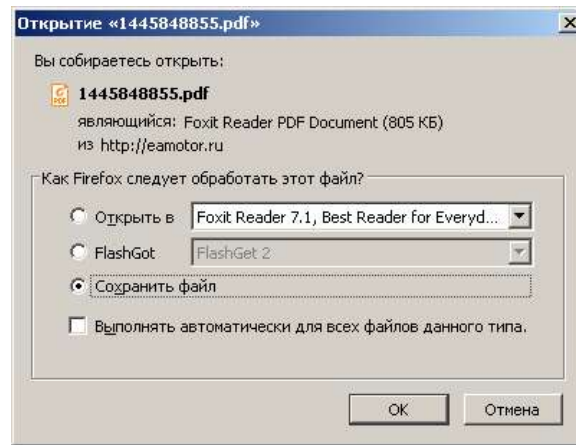 Открытие «1445848855.pdf»
Вы собираетесь открыть:
1445848855.pdf
являющийся: Foxit Reader PDF Document (805 КБ)
из http://eamotor.ru
Как Firefox следует обработать этот файл?
Открыть в Foxit Reader 7.1, Best Reader for Everyd...
FlashGot FlashGet 2
Сохранить файл
Выполнять автоматически для всех файлов данного типа.
OK Отмена